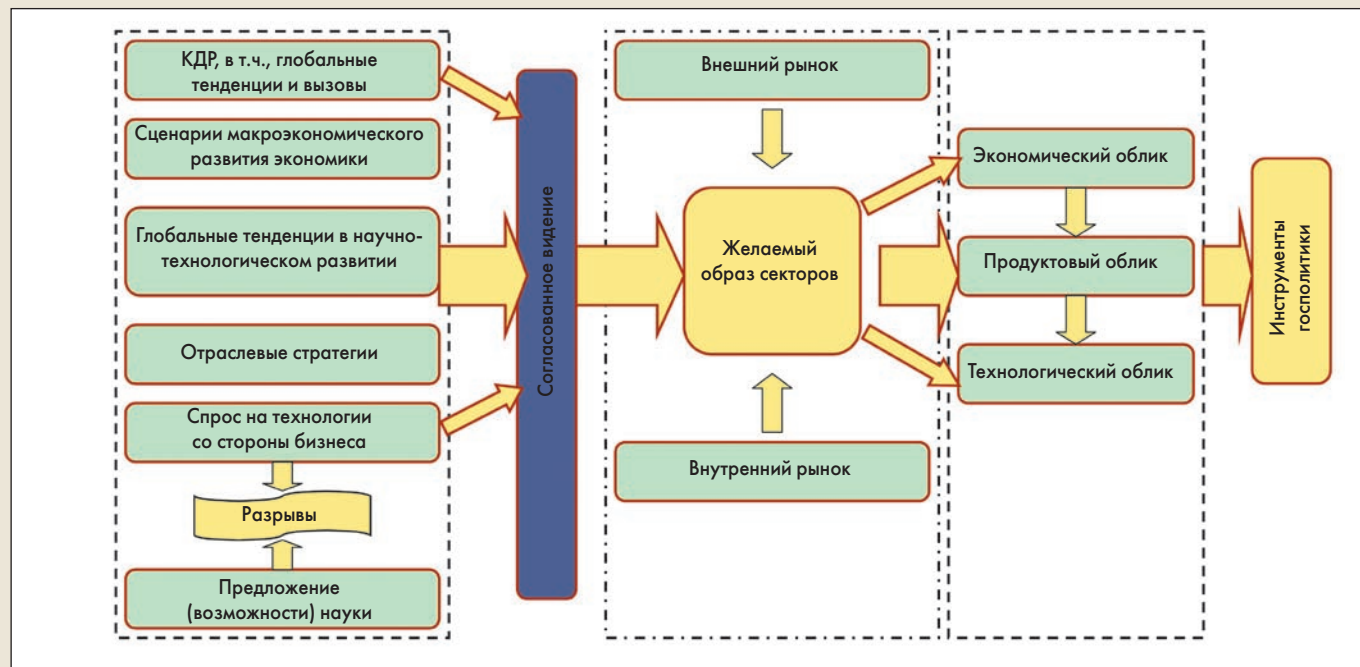 КДР, в т.ч., глобальные
тенденции и вызовы
Сценарии макроэкономического
развития экономики
Глобальные тенденции в научно-
технологическом развитии
Отраслевые стратегии
Спрос на технологии
со стороны бизнеса
Разрывы
Предложение
(возможности) науки
Согласованное видение
Внешний рынок
Желаемый
образ секторов
Внутренний рынок
Экономический облик
Продуктовый облик
Технологический облик
Инструменты
госполитики